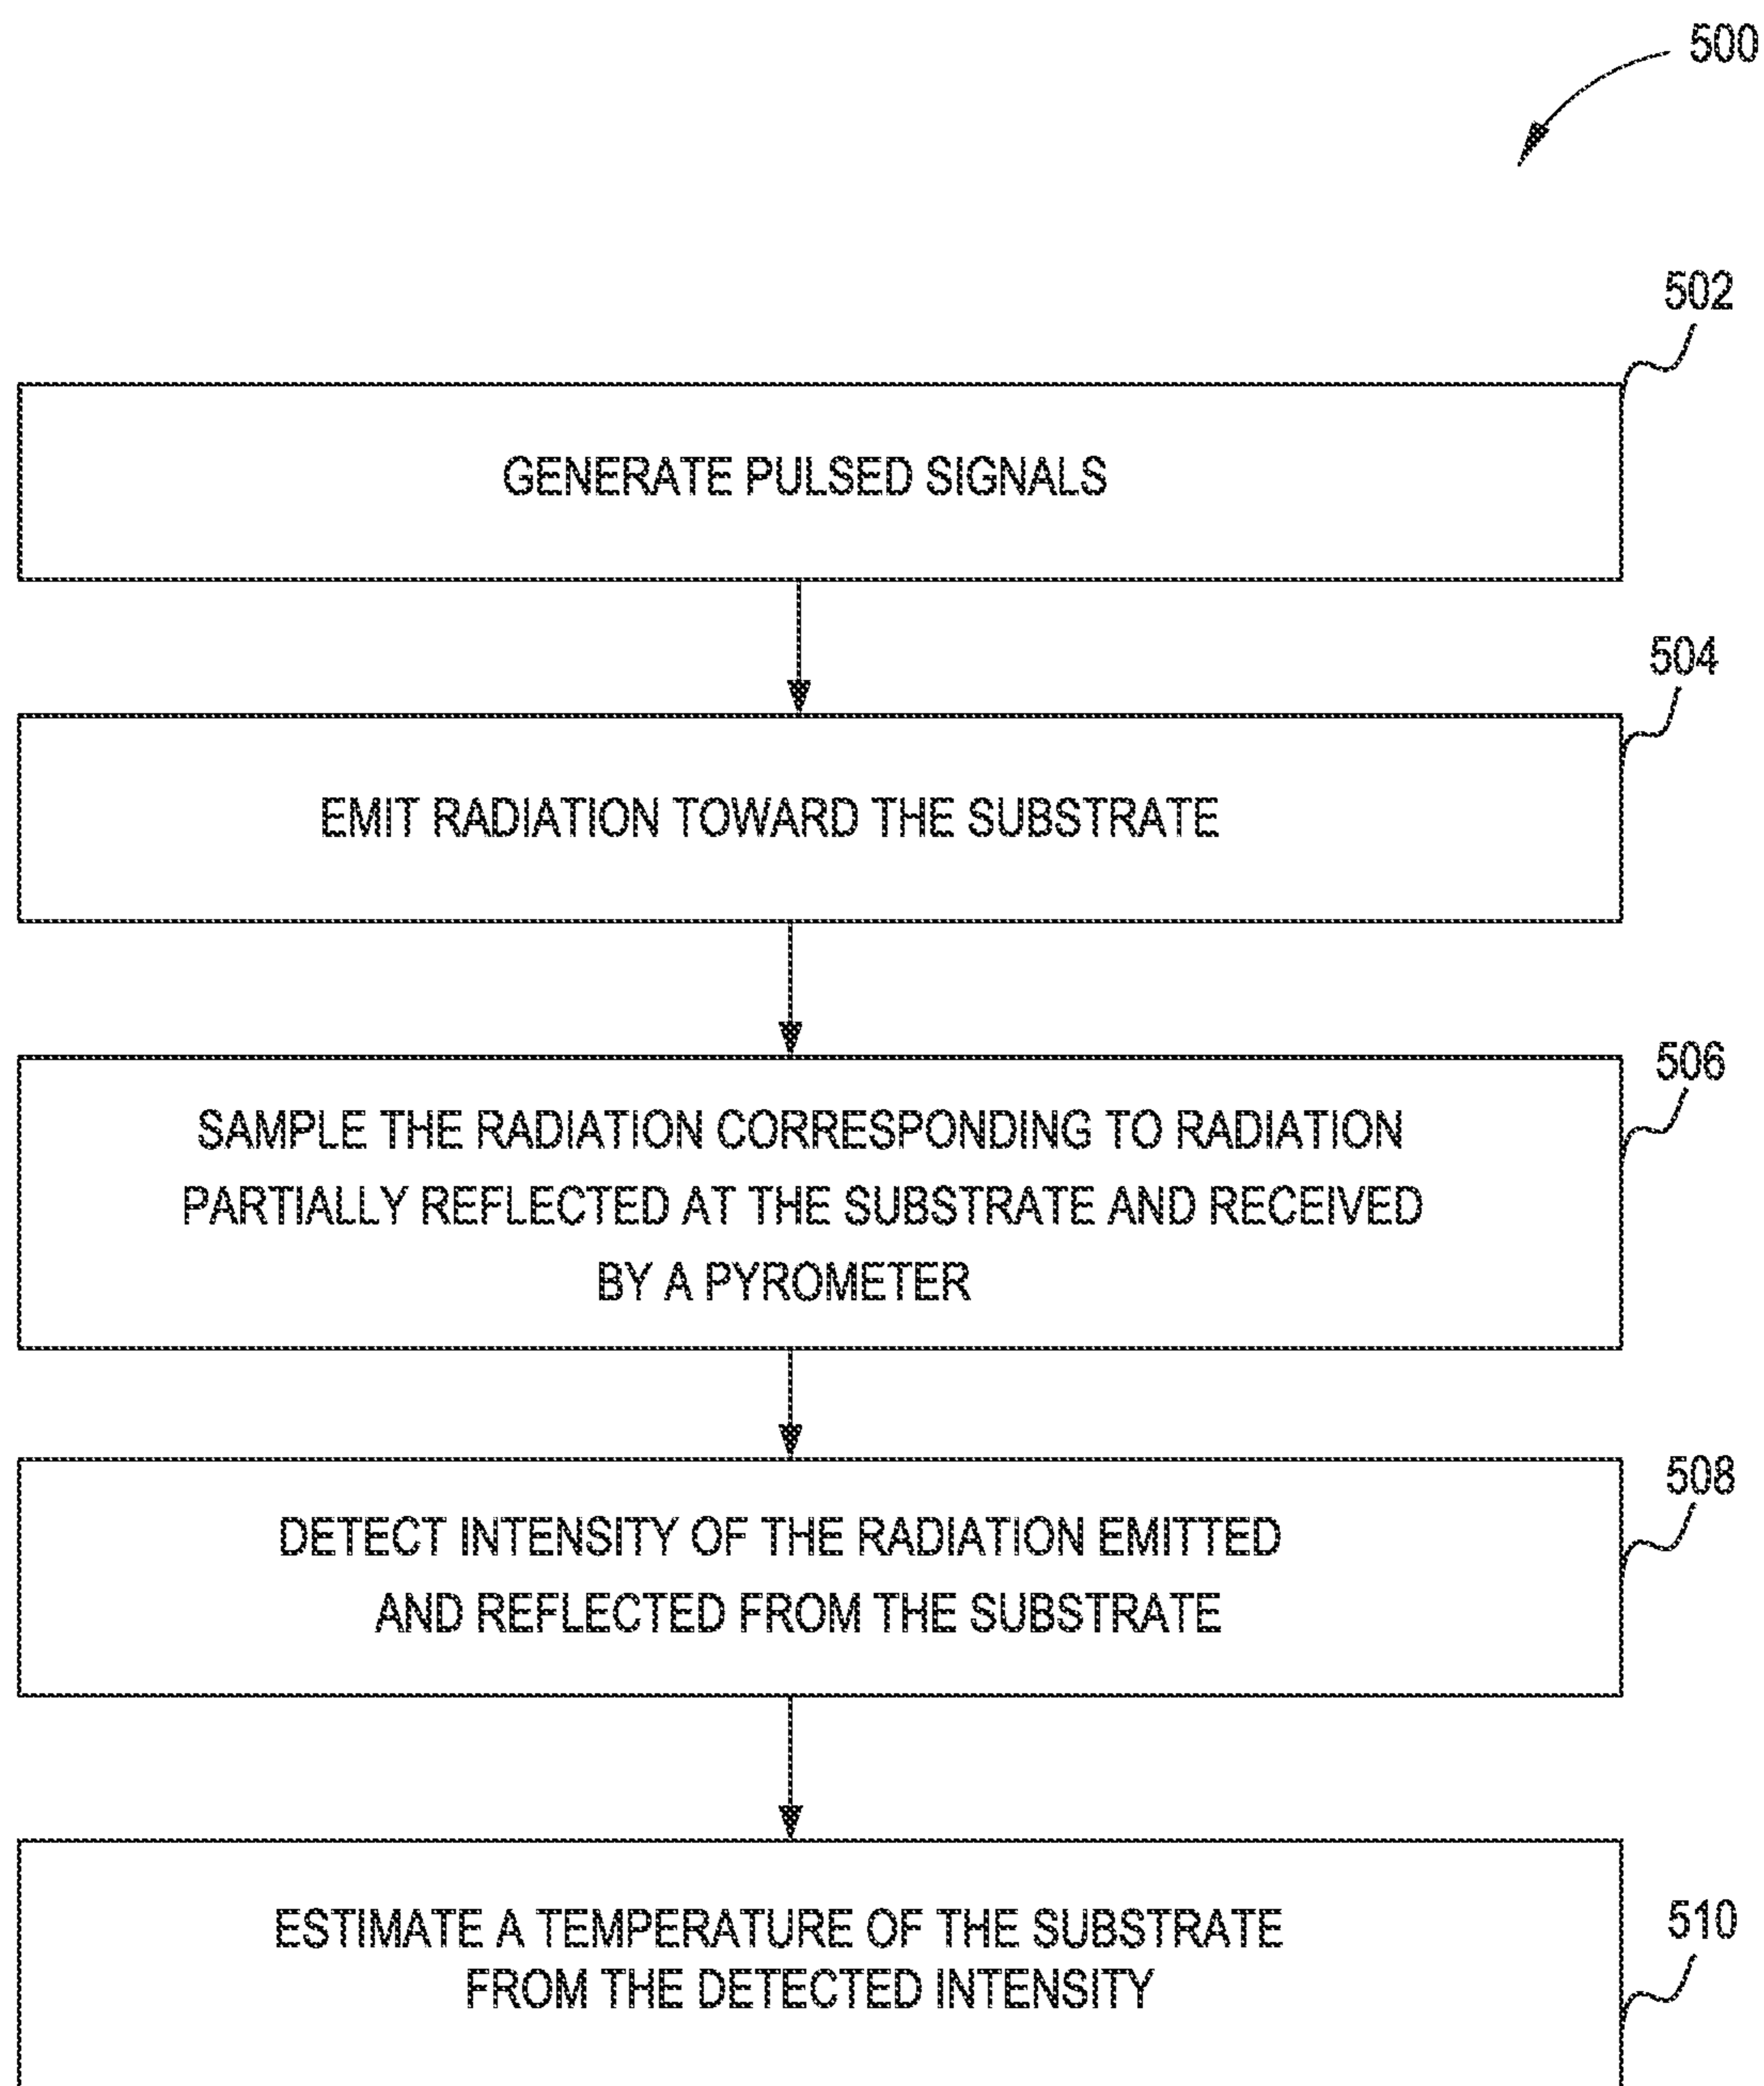 500
502
GENERATE PULSED SIGNALS
504
EMIT RADIATION TOWARD THE SUBSTRATE
506
SAMPLE THE RADIATION CORRESPONDING TO RADIATION
PARTIALLY REFLECTED AT THE SUBSTRATE AND RECEIVED
BY A PYROMETER
508
DETECT INTENSITY OF THE RADIATION EMITTED
AND REFLECTED FROM THE SUBSTRATE
510
ESTIMATE A TEMPERATURE OF THE SUBSTRATE
FROM THE DETECTED INTENSITY